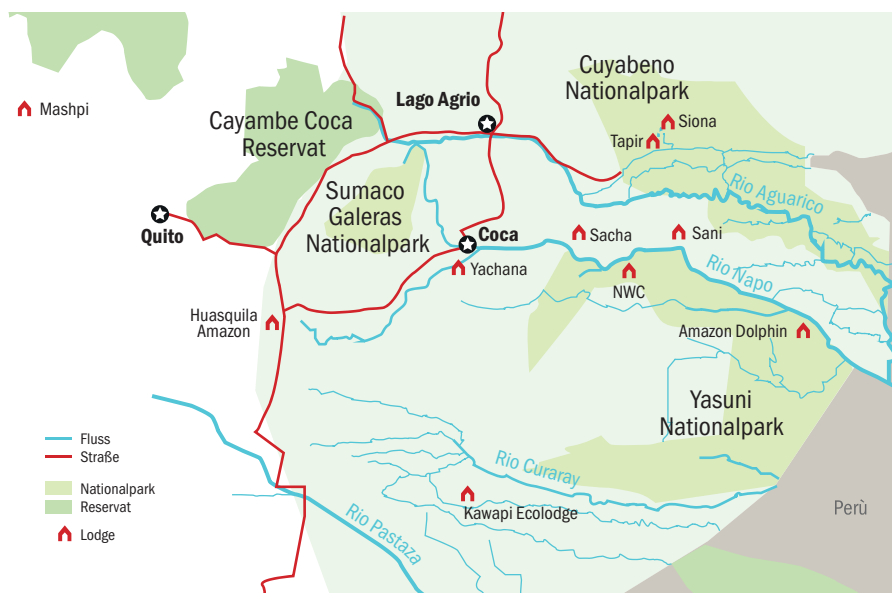 Mashpi
Cayambe Coca
Reservat
Lago Agrio
Cuyabeno
Nationalpark
Siona
Tapir
Sumaco
Galeras
Nationalpark
Rio Aguarico
Quito
Coca
Sacha
Sani
Yachana
NWC
Rio Napo
Huasquila
Amazon
Amazon Dolphin
Yasuni
Nationalpark
Fluss
Straße
Nationalpark
Reservat
Lodge
Rio Curaray
Kawapi Ecolodge
Rio Pastaza
Perù